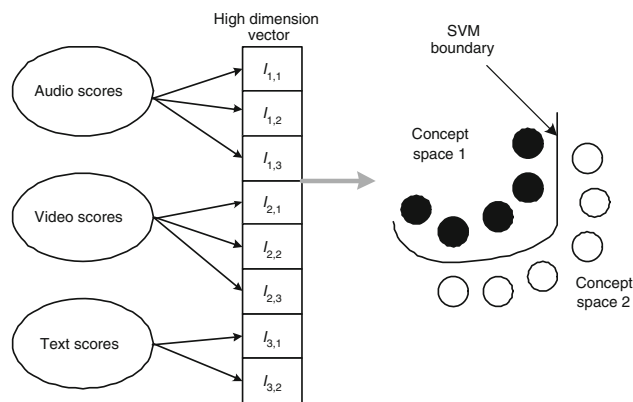 High dimension
vector
Audio scores
Video scores
Text scores
I1,1
I1,2
I1,3
I2,1
I2,2
I2,3
I3,1
I3,2
SVM
boundary
Concept
space 1
Concept
space 2